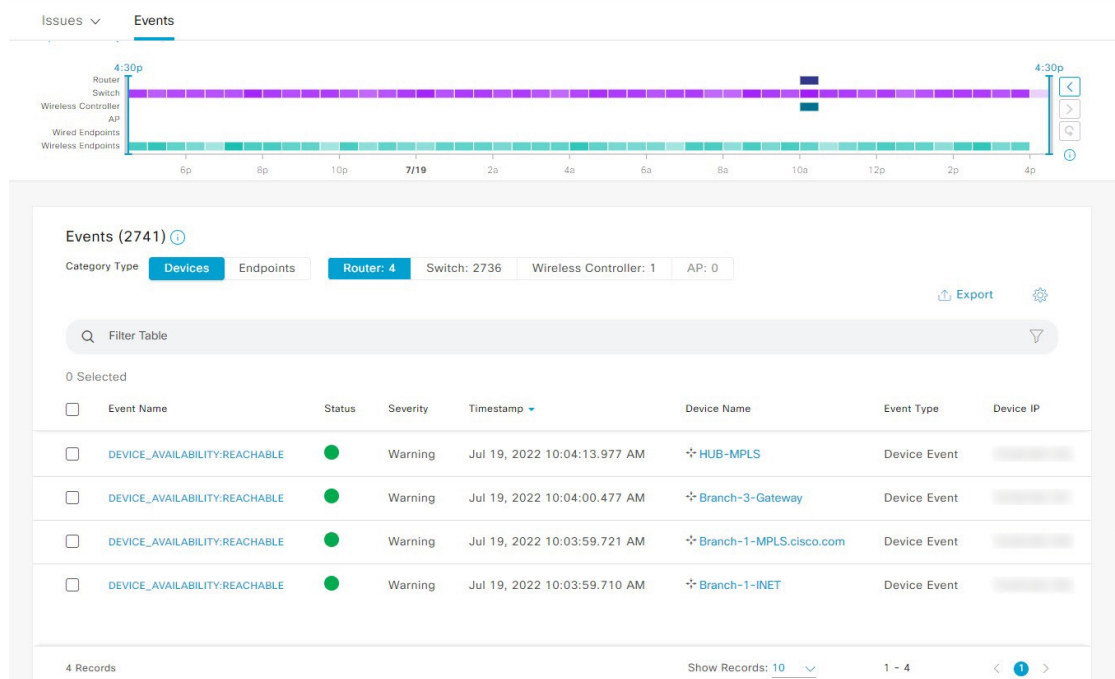 Issues Events
4:30p 4:30p
Router
Switch
Wireless Controller
AP
Wired Endpoints
Wireless Endpoints
6p 8p 10p 7/19 2a 4a 6a 8a 10a 12p 2p 4p
Events (2741)
Category Type Devices Endpoints Router: 4 Switch: 2736 Wireless Controller: 1 AP: 0
Export
Filter Table
0 Selected
Event Name Status Severity Timestamp Device Name Event Type Device IP
DEVICE_AVAILABILITY:REACHABLE Warning Jul 19, 2022 10:04:13.977 AM HUB-MPLS Device Event
DEVICE_AVAILABILITY:REACHABLE Warning Jul 19, 2022 10:04:00.477 AM Branch-3-Gateway Device Event
DEVICE_AVAILABILITY:REACHABLE Warning Jul 19, 2022 10:03:59.721 AM Branch-1-MPLS.cisco.com Device Event
DEVICE_AVAILABILITY:REACHABLE Warning Jul 19, 2022 10:03:59.710 AM Branch-1-INET Device Event
4 Records Show Records: 10 1 - 4 1